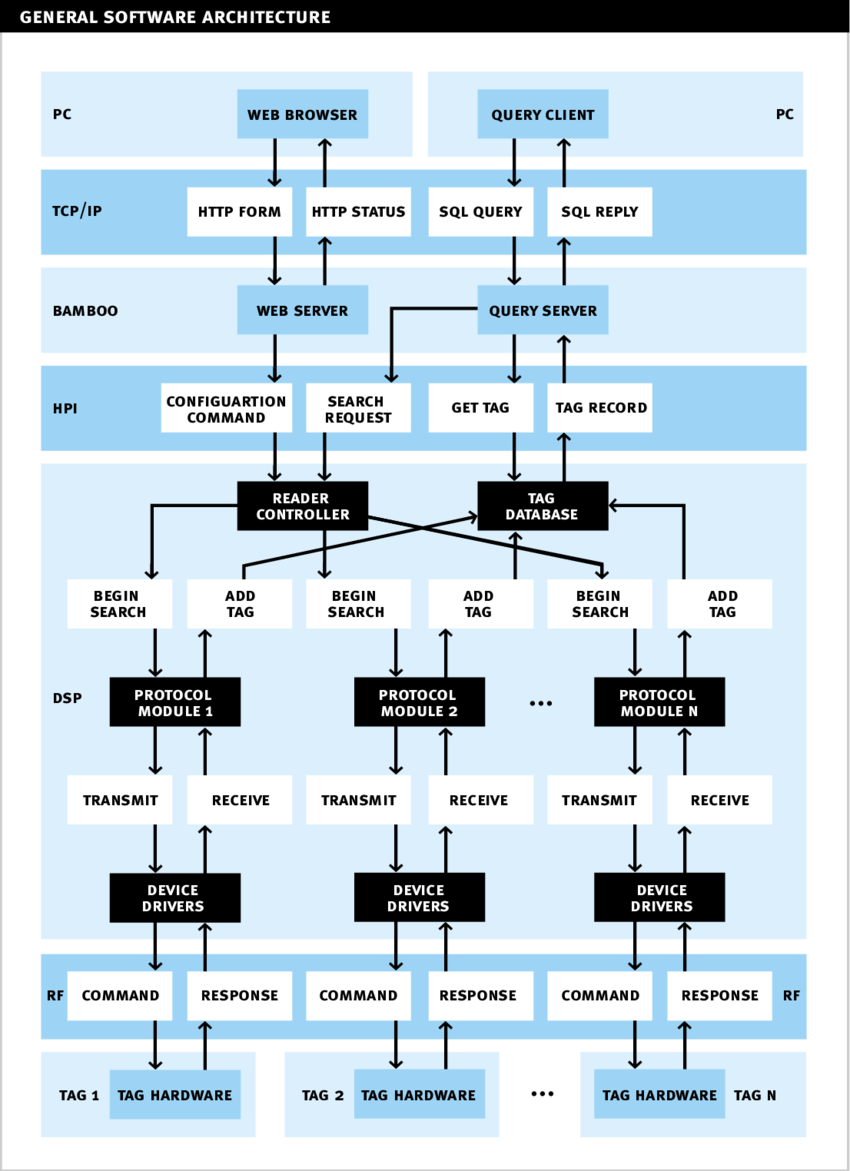 GENERAL SOFTWARE ARCHITECTURE
PC
WEB BROWSER
QUERY CLIENT
PC
TCP/IP
HTTP FORM
HTTP STATUS
SQL QUERY
SQL REPLY
BAMBOO
WEB SERVER
QUERY SERVER
HPI
CONFIGUARTION
COMMAND
SEARCH
REQUEST
GET TAG
TAG RECORD
READER
CONTROLLER
TAG
DATABASE
BEGIN
SEARCH
ADD
TAG
BEGIN
SEARCH
ADD
TAG
BEGIN
SEARCH
ADD
TAG
DSP
PROTOCOL
MODULE 1
PROTOCOL
MODULE 2
...
PROTOCOL
MODULE N
TRANSMIT
RECEIVE
TRANSMIT
RECEIVE
TRANSMIT
RECEIVE
DEVICE
DRIVERS
DEVICE
DRIVERS
DEVICE
DRIVERS
RF
COMMAND
RESPONSE
COMMAND
RESPONSE
COMMAND
RESPONSE
RF
TAG 1
TAG HARDWARE
TAG 2
TAG HARDWARE
...
TAG HARDWARE
TAG N